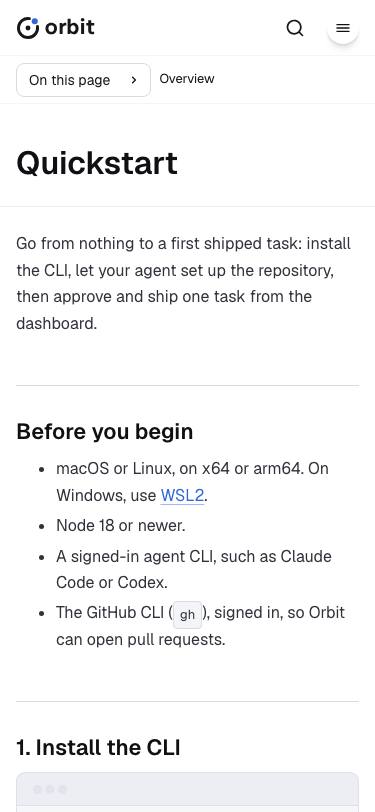 orbit
On this page
Overview
Quickstart
Go from nothing to a first shipped task: install
the CLI, let your agent set up the repository,
then approve and ship one task from the
dashboard.
Before you begin
macOS or Linux, on x64 or arm64. On
Windows, use WSL2.
Node 18 or newer.
A signed-in agent CLI, such as Claude
Code or Codex.
The GitHub CLI (gh), signed in, so Orbit
can open pull requests.
1. Install the CLI